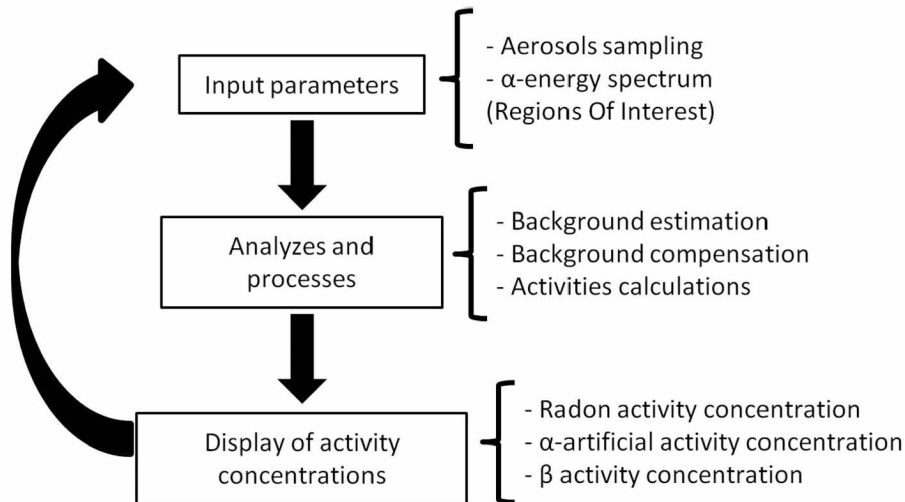 Input parameters
- Aerosols sampling
- α-energy spectrum
(Regions Of Interest)
Analyzes and
processes
- Background estimation
- Background compensation
- Activities calculations
Display of activity
concentrations
- Radon activity concentration
- α-artificial activity concentration
- β activity concentration